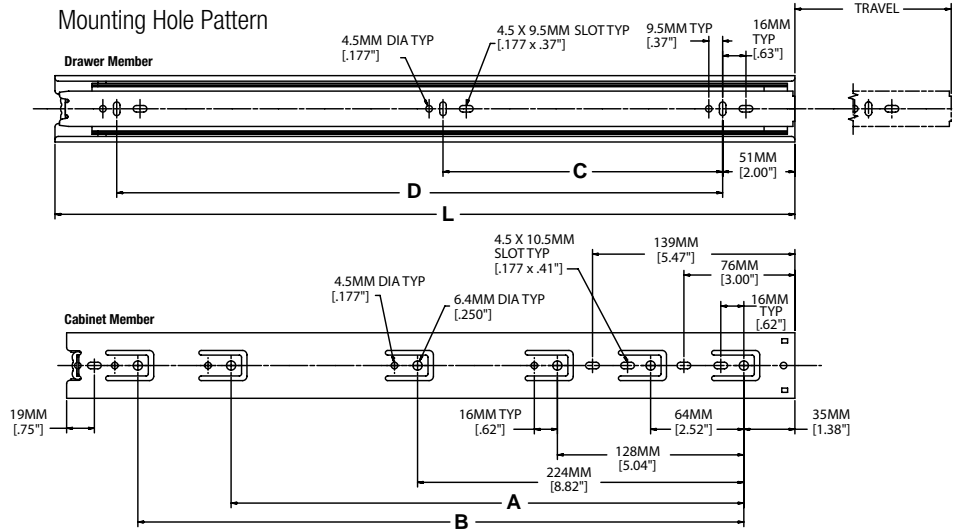 Mounting Hole Pattern
TRAVEL
Drawer Member
4.5MM DIA TYP
[.177"]
4.5 X 9.5MM SLOT TYP
[.177 x .37"]
9.5MM TYP
[.37"]
16MM
TYP
[.63"]
C
51MM
[2.00"]
D
L
4.5 X 10.5MM
SLOT TYP
[.177 x .41"]
139MM
[5.47"]
76MM
[3.00"]
4.5MM DIA TYP
[.177"]
6.4MM DIA TYP
[.250"]
16MM
TYP
[.62"]
Cabinet Member
19MM
[.75"]
16MM TYP
[.62"]
64MM
[2.52"]
35MM
[1.38"]
128MM
[5.04"]
224MM
[8.82"]
A
B